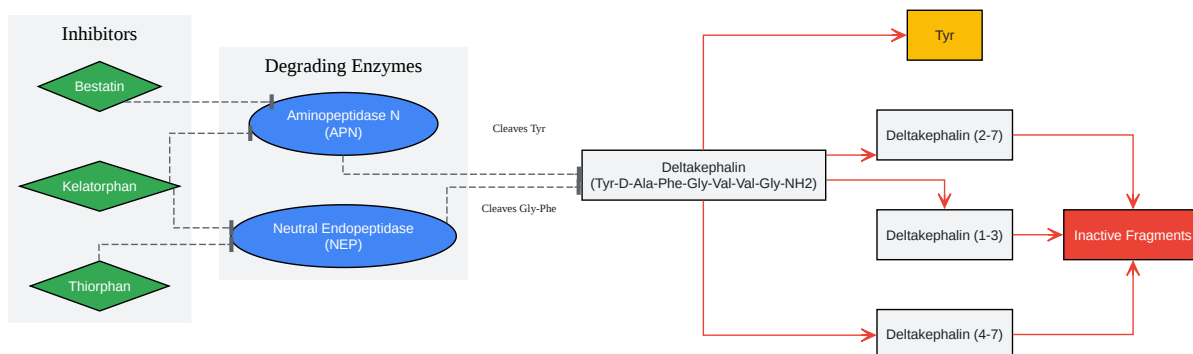 Inhibitors
Bestatin
Kelatorphan
Thiorphan
Degrading Enzymes
Aminopeptidase N
(APN)
Neutral Endopeptidase
(NEP)
Cleaves Tyr
Cleaves Gly-Phe
Deltakephalin
(Tyr-D-Ala-Phe-Gly-Val-Val-Gly-NH2)
Tyr
Deltakephalin (2-7)
Deltakephalin (1-3)
Deltakephalin (4-7)
Inactive Fragments